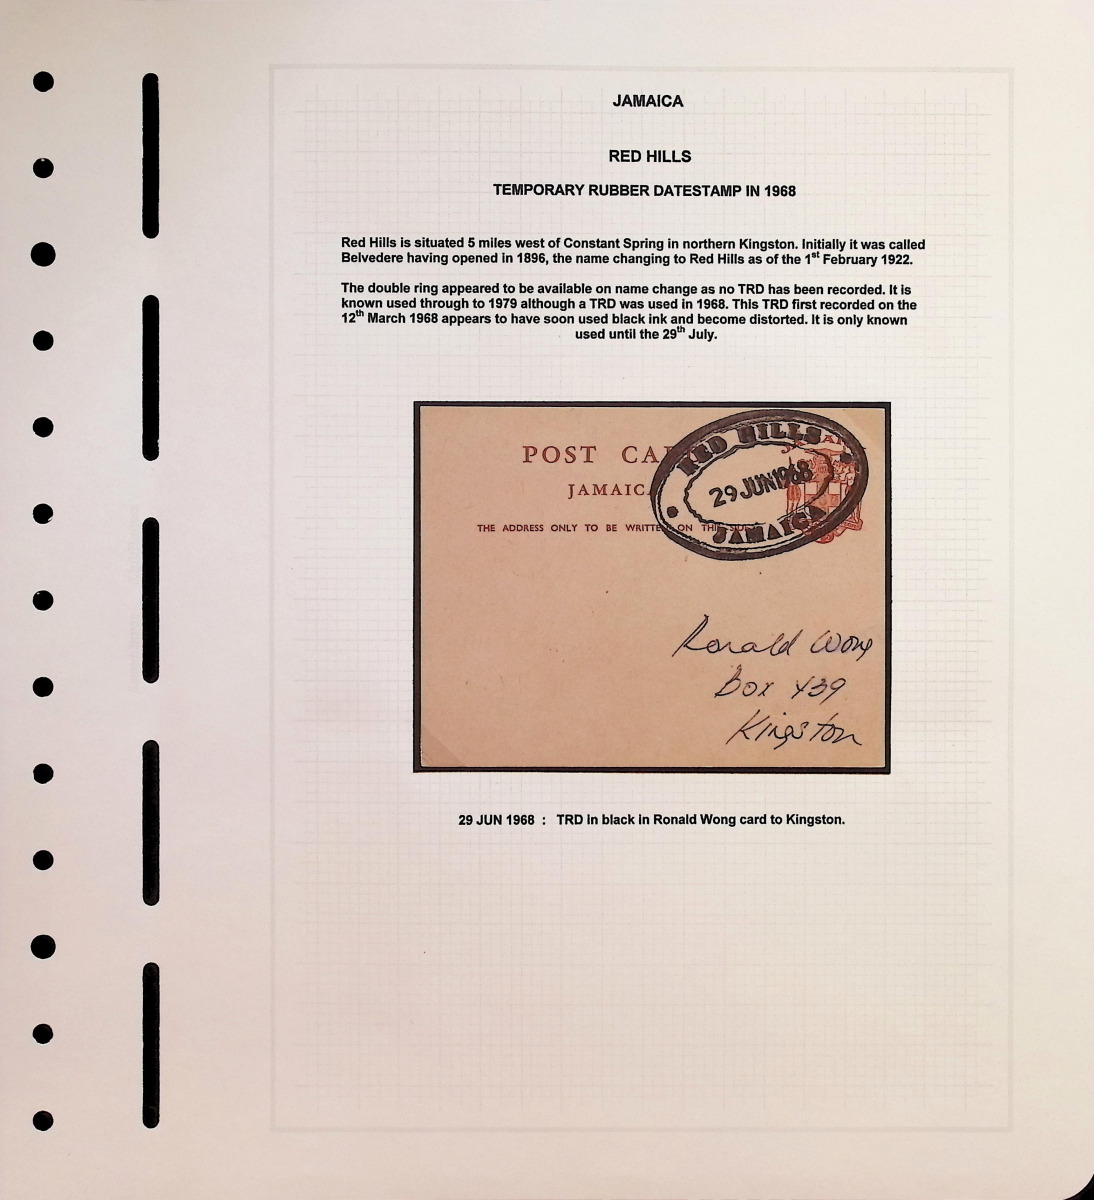 JAMAICA
RED HILLS
TEMPORARY RUBBER DATESTAMP IN 1968
Red Hills is situated 5 miles west of Constant Spring in northern Kingston. Initially it was called
Belvedere having opened in 1896, the name changing to Red Hills as of the 1st February 1922.
The double ring appeared to be available on name change as no TRD has been recorded. It is
known used through to 1979 although a TRD was used in 1968. This TRD first recorded on the
12th March 1968 appears to have soon used black ink and become distorted. It is only known
used until the 29th July.
POST CA
JAMAICA
THE ADDRESS ONLY TO BE WRITTEN ON THIS SIDE
RED HILLS
29 JUN 1968
JAMAICA
Ronald Wong
Box 439
Kingston
29 JUN 1968 : TRD in black in Ronald Wong card to Kingston.